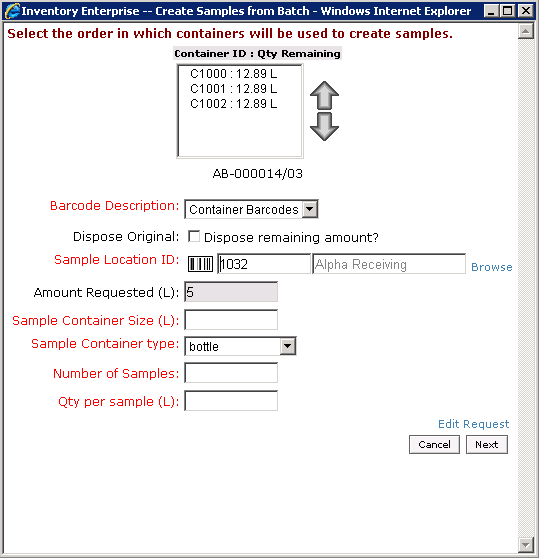 Inventory Enterprise -- Create Samples from Batch - Windows Internet Explorer
Select the order in which containers will be used to create samples.
Container ID : Qty Remaining
C1000 : 12.89 L
C1001 : 12.89 L
C1002 : 12.89 L
AB-000014/03
Barcode Description: Container Barcodes
Dispose Original: Dispose remaining amount?
Sample Location ID: 1032 Alpha Receiving Browse
Amount Requested (L): 5
Sample Container Size (L):
Sample Container type: bottle
Number of Samples:
Qty per sample (L):
Edit Request
Cancel Next